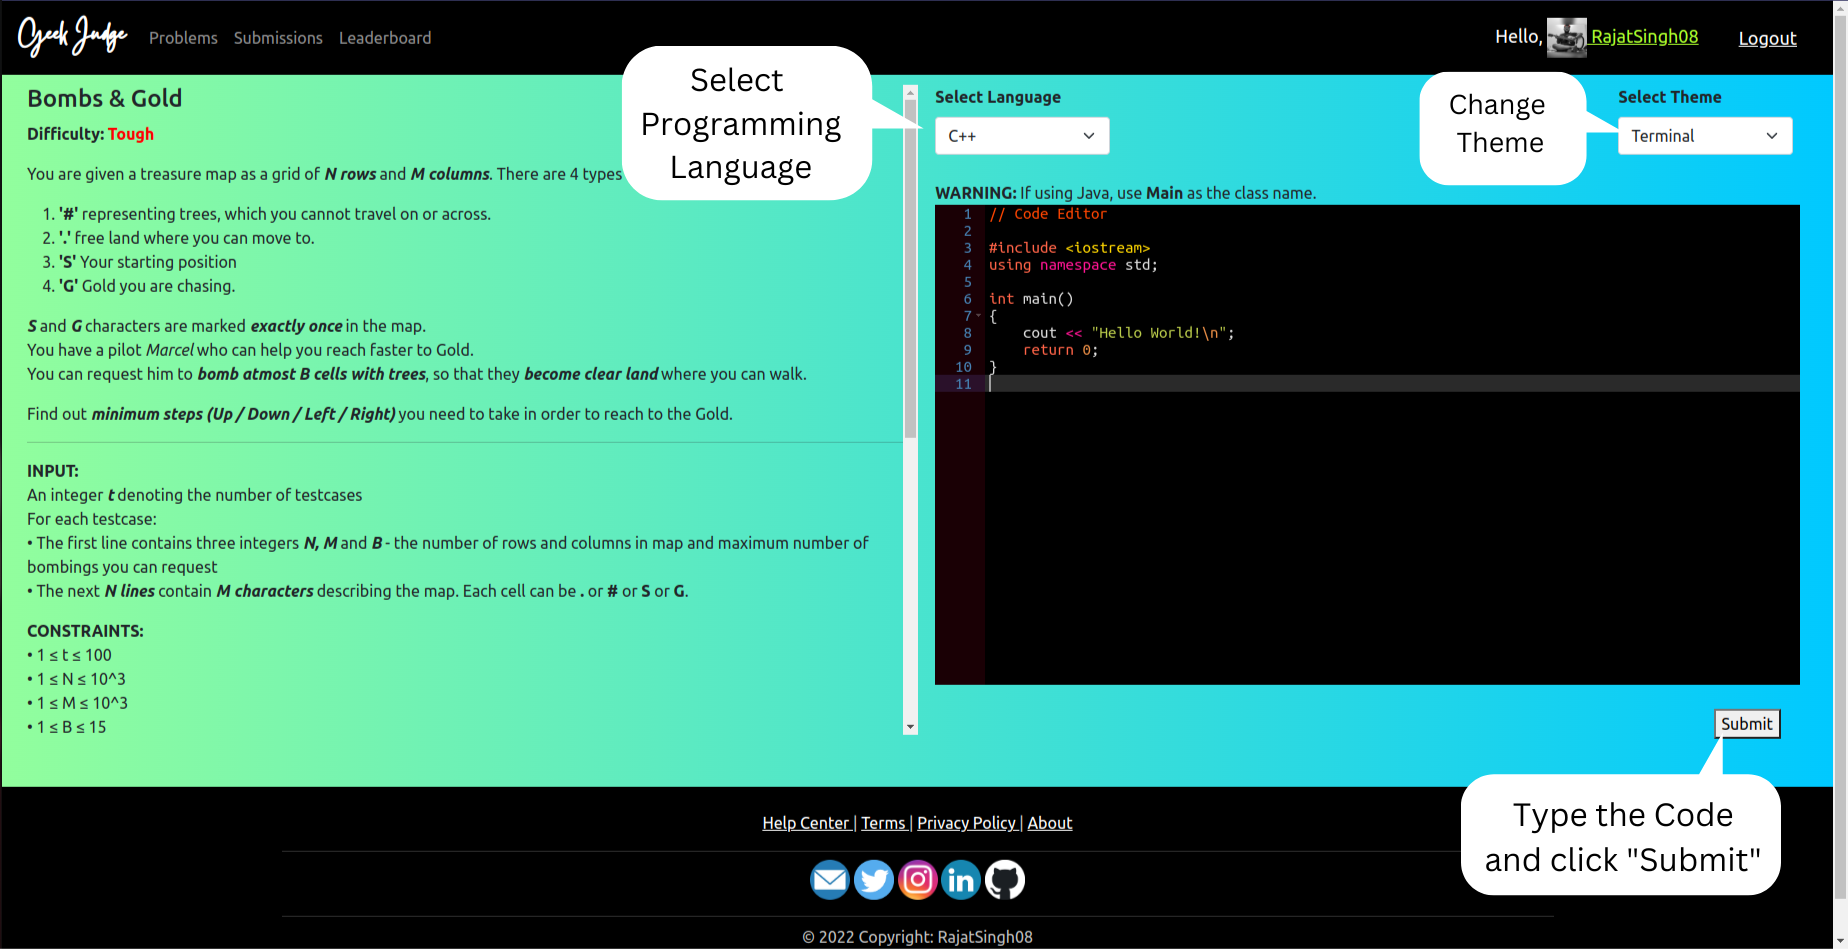 Geek Judge
Problems
Submissions
Leaderboard
Hello,
RajatSingh08
Logout
Bombs & Gold
Difficulty: Tough
You are given a treasure map as a grid of N rows and M columns. There are 4 types
1. '#' representing trees, which you cannot travel on or across.
2. '.' free land where you can move to.
3. 'S' Your starting position
4. 'G' Gold you are chasing.
S and G characters are marked exactly once in the map.
You have a pilot Marcel who can help you reach faster to Gold.
You can request him to bomb atmost B cells with trees, so that they become clear land where you can walk.
Find out minimum steps (Up / Down / Left / Right) you need to take in order to reach to the Gold.
INPUT:
An integer t denoting the number of testcases
For each testcase:
• The first line contains three integers N, M and B - the number of rows and columns in map and maximum number of
bombings you can request
• The next N lines contain M characters describing the map. Each cell can be . or # or S or G.
CONSTRAINTS:
• 1 ≤ t ≤ 100
• 1 ≤ N ≤ 10^3
• 1 ≤ M ≤ 10^3
• 1 ≤ B ≤ 15
Select
Programming
Language
Select Language
C++
Change
Theme
Select Theme
Terminal
WARNING: If using Java, use Main as the class name.
1 // Code Editor
2
3 #include <iostream>
4 using namespace std;
5
6 int main()
7 {
8     cout << "Hello World!\n";
9     return 0;
10 }
11
Submit
Type the Code
and click "Submit"
Help Center | Terms | Privacy Policy | About
in
© 2022 Copyright: RajatSingh08